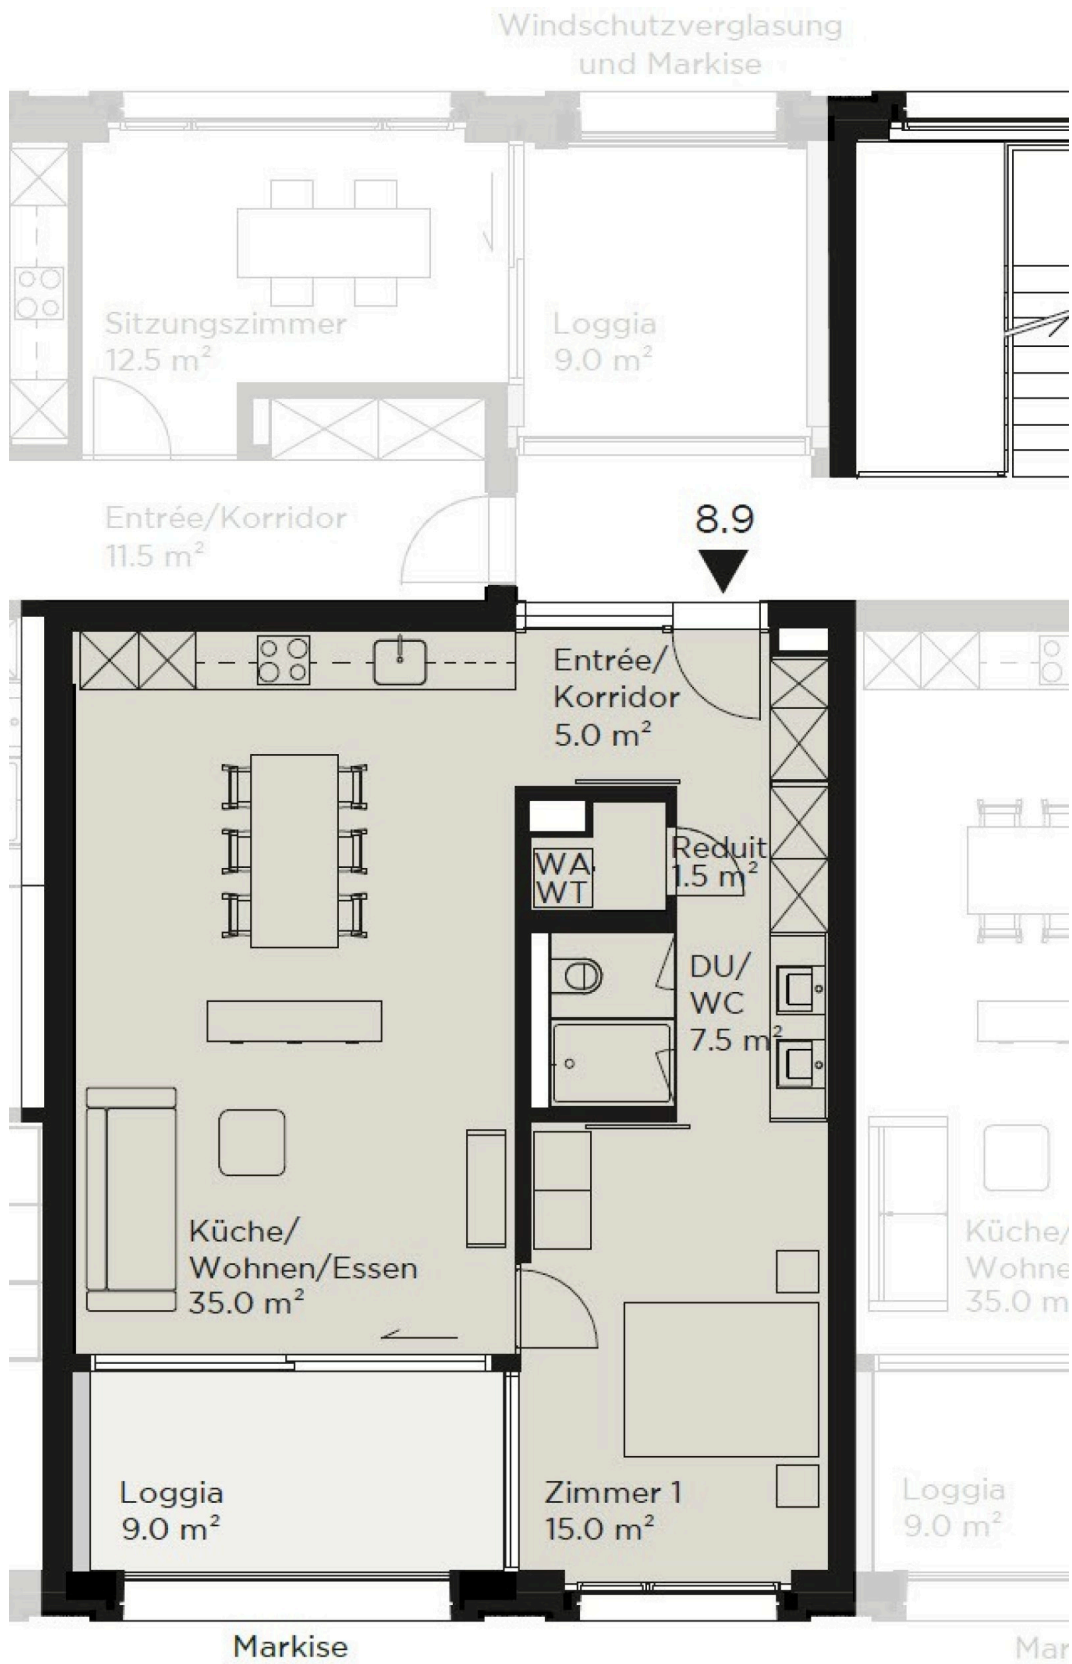 Windschutzverglasung
und Markise
Sitzungszimmer
12.5 m²
Loggia
9.0 m²
Entrée/Korridor
11.5 m²
8.9
Entrée/
Korridor
5.0 m²
Reduit
1.5 m²
WA
WT
DU/
WC
7.5 m²
Küche/
Wohnen/Essen
35.0 m²
Küche/
Wohne
35.0 m
Loggia
9.0 m²
Zimmer 1
15.0 m²
Loggia
9.0 m²
Markise
Mar